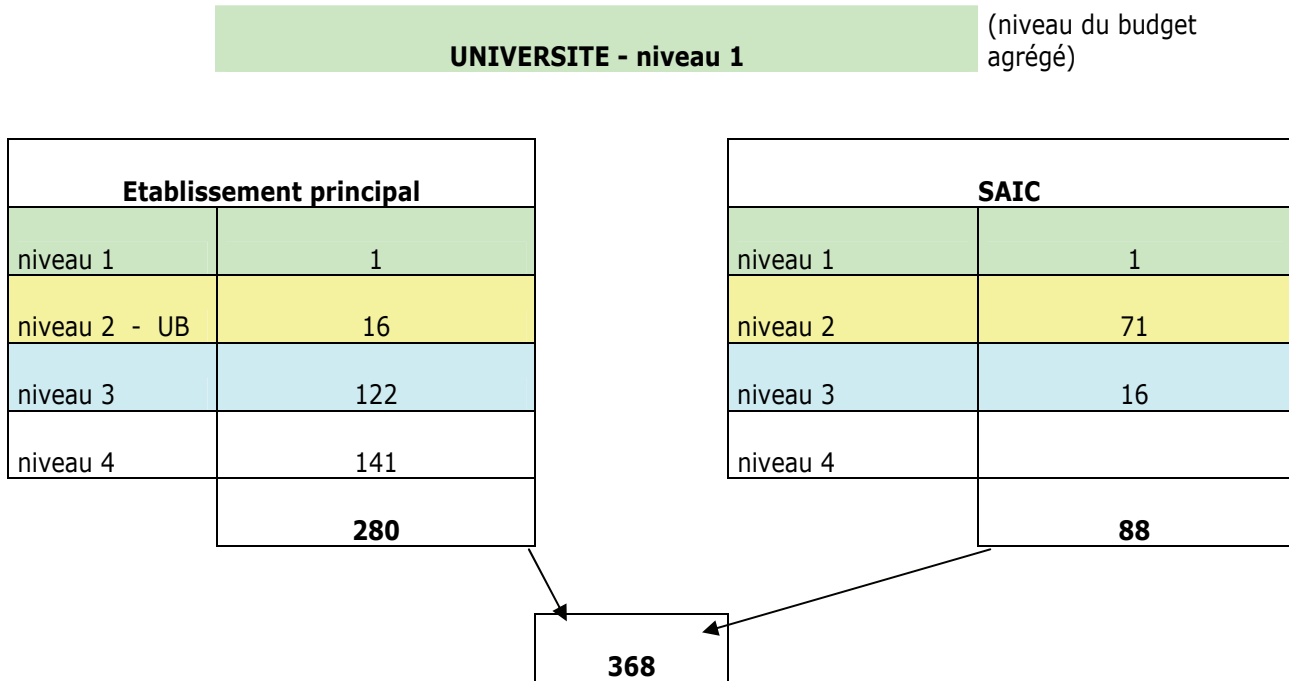 (niveau du budget
agrégé)
UNIVERSITE - niveau 1
Etablissement principal
niveau 1 1
niveau 2 - UB 16
niveau 3 122
niveau 4 141
280
SAIC
niveau 1 1
niveau 2 71
niveau 3 16
niveau 4
88
368